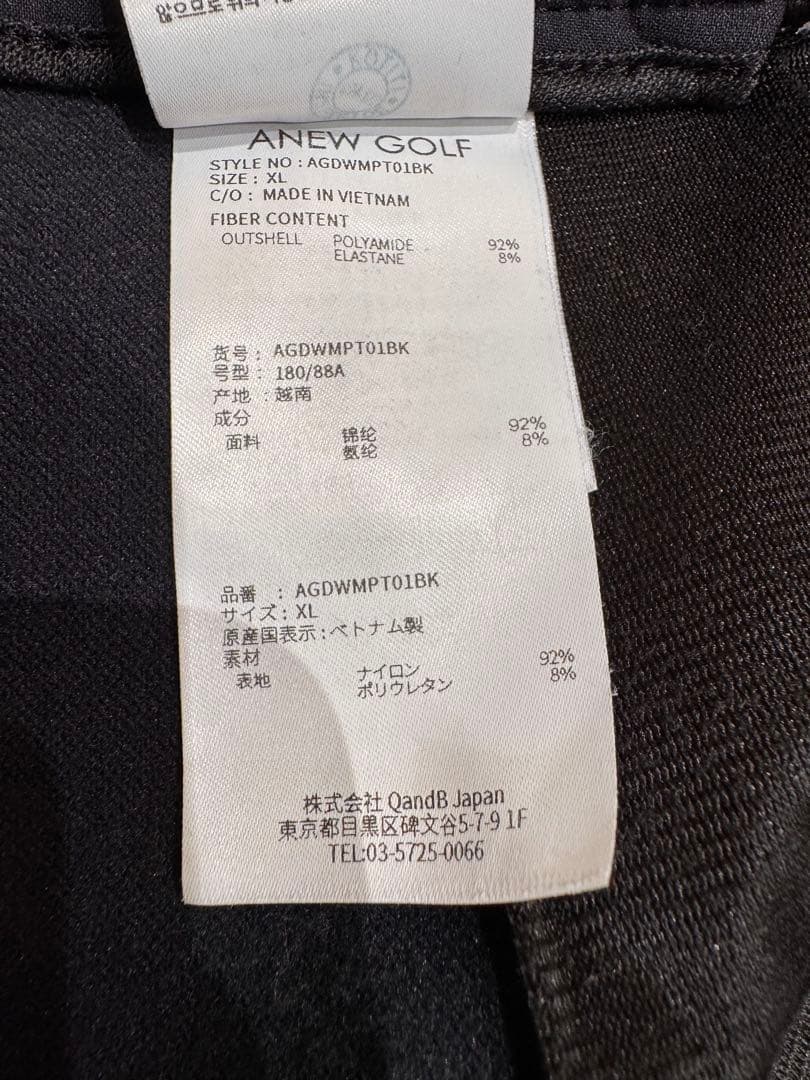 KOTITI
ANEW GOLF
STYLE NO : AGDWMPT01BK
SIZE : XL
C/O : MADE IN VIETNAM
FIBER CONTENT
OUTSHELL POLYAMIDE 92%
ELASTANE 8%
货号 : AGDWMPT01BK
号型 : 180/88A
产地 : 越南
成分
面料 锦纶 92%
氨纶 8%
品番 : AGDWMPT01BK
サイズ : XL
原産国表示 : ベトナム製
素材
表地 ナイロン 92%
ポリウレタン 8%
株式会社 QandB Japan
東京都目黒区碑文谷5-7-9 1F
TEL:03-5725-0066